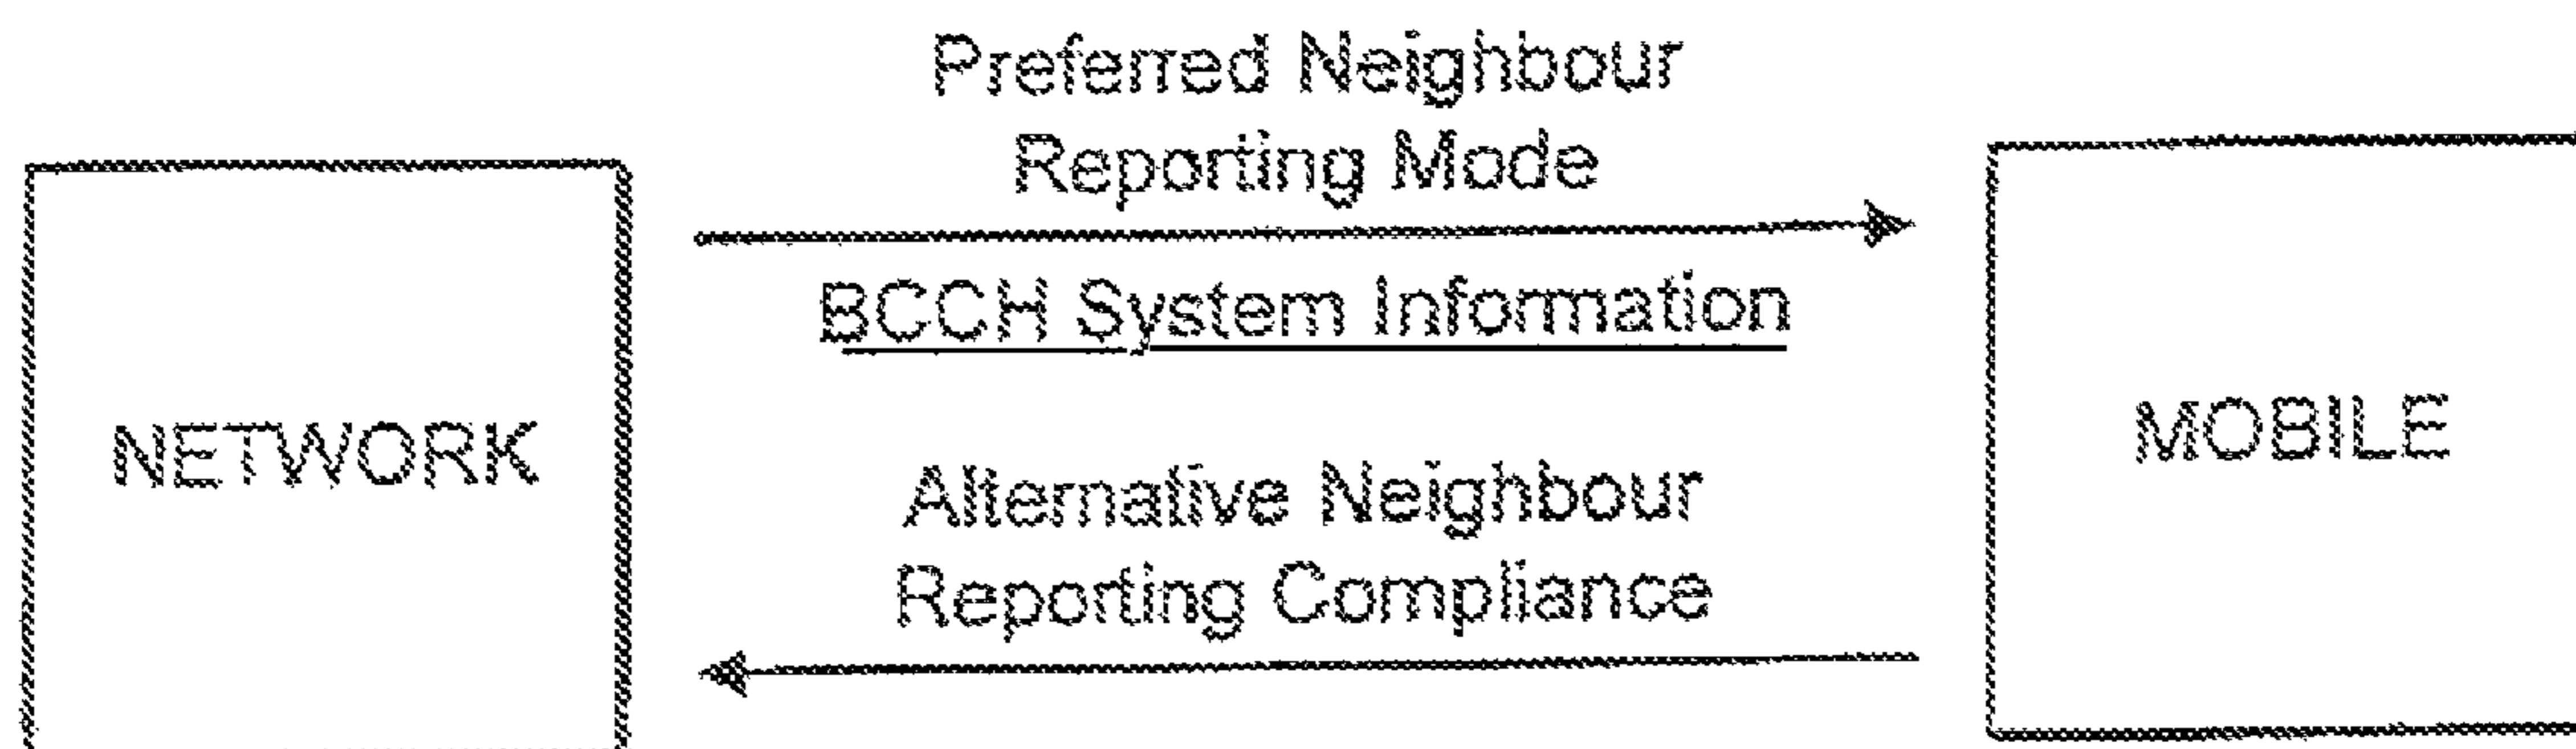 Preferred Neighbour
Reporting Mode
BCCH System Information
NETWORK
MOBILE
Alternative Neighbour
Reporting Compliance